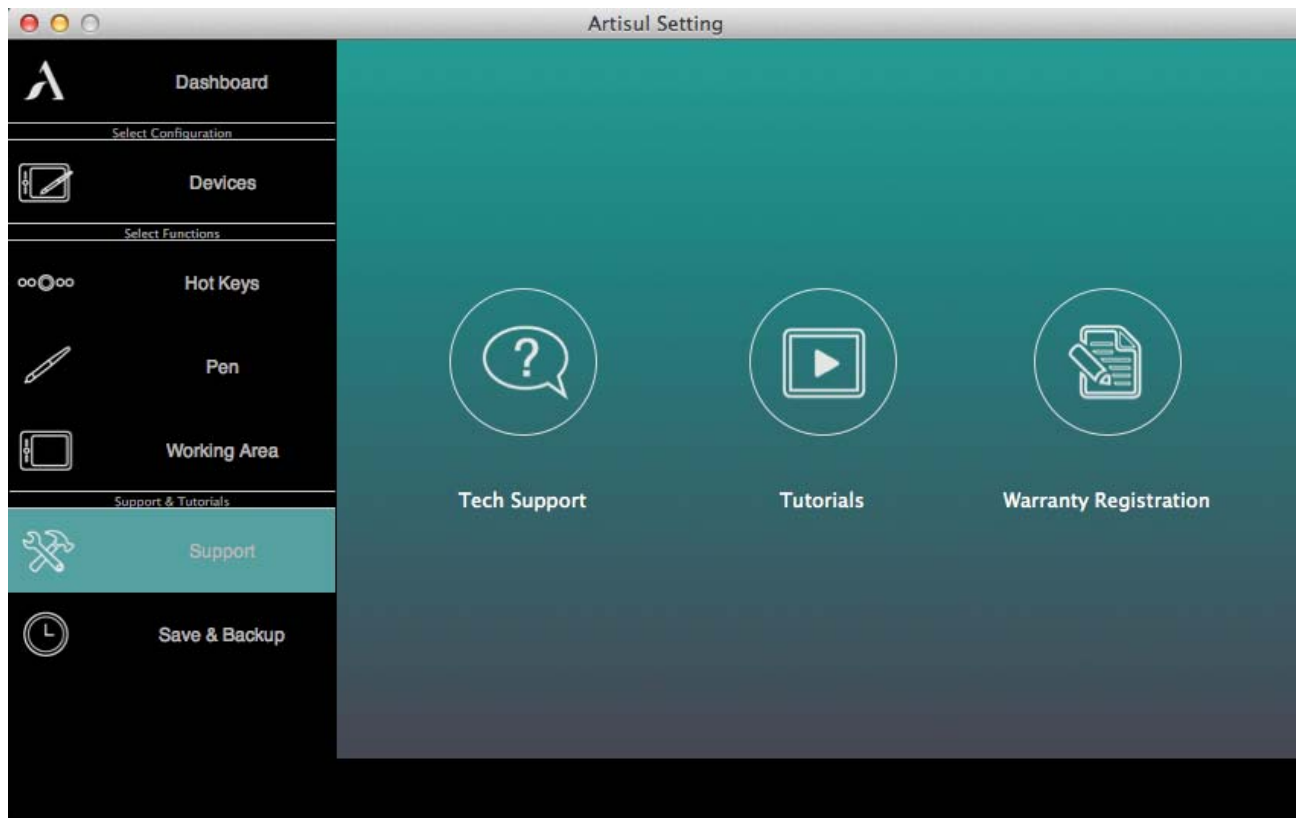 Artisul Setting
Dashboard
Select Configuration
Devices
Select Functions
Hot Keys
Pen
Working Area
Support & Tutorials
Support
Save & Backup
?
Tech Support
Tutorials
Warranty Registration